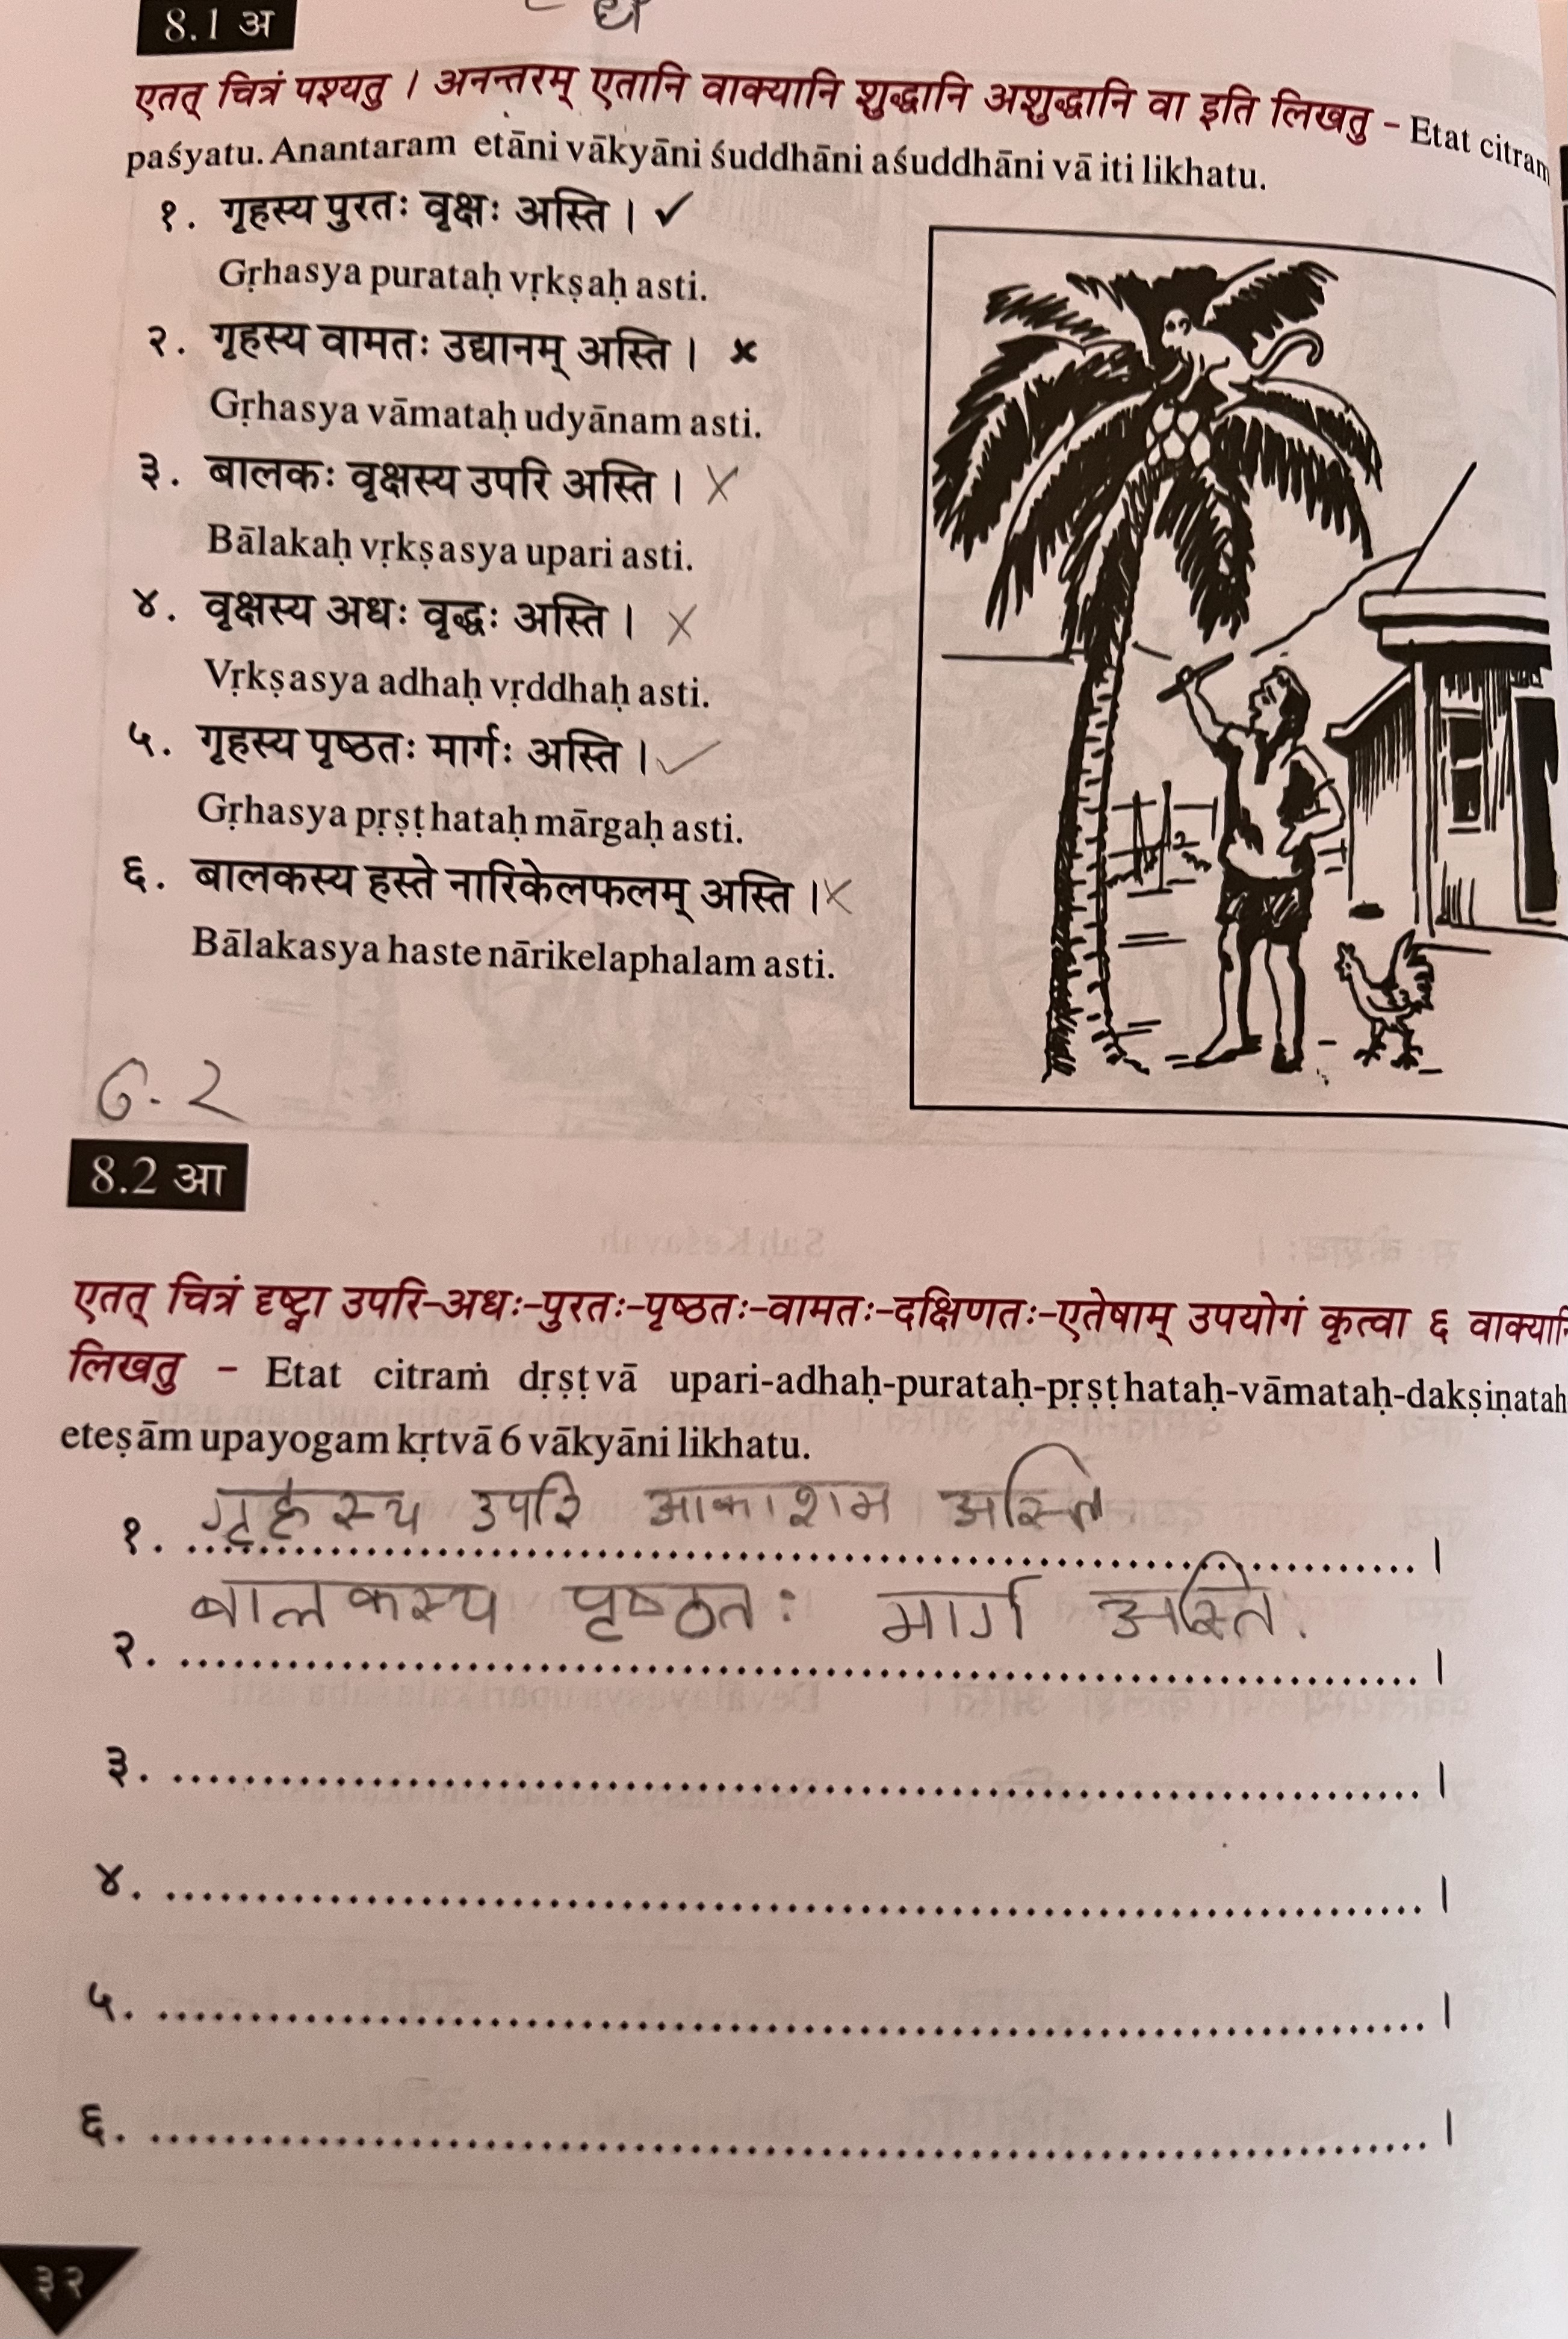 8.1 अ
एतत् चित्रं पश्यतु । अनन्तरम् एतानि वाक्यानि शुद्धानि अशुद्धानि वा इति लिखतु – Etat citram
paśyatu. Anantaram etāni vākyāni śuddhāni aśuddhāni vā iti likhatu.
१. गृहस्य पुरतः वृक्षः अस्ति । ✓
Gṛhasya purataḥ vṛkṣaḥ asti.
२. गृहस्य वामतः उद्यानम् अस्ति । ×
Gṛhasya vāmataḥ udyānam asti.
३. बालकः वृक्षस्य उपरि अस्ति । ×
Bālakaḥ vṛkṣasya upari asti.
४. वृक्षस्य अधः वृद्धः अस्ति । ×
Vṛkṣasya adhaḥ vṛddhaḥ asti.
५. गृहस्य पृष्ठतः मार्गः अस्ति । ✓
Gṛhasya pṛṣṭhataḥ mārgaḥ asti.
६. बालकस्य हस्ते नारिकेलफलम् अस्ति । ×
Bālakasya haste nārikelaphalam asti.
G.2
8.2 आ
एतत् चित्रं दृष्ट्वा उपरि-अधः-पुरतः-पृष्ठतः-वामतः-दक्षिणतः-एतेषाम् उपयोगं कृत्वा ६ वाक्यानि
लिखतु – Etat citraṁ dṛṣṭvā upari-adhaḥ-purataḥ-pṛṣṭhataḥ-vāmataḥ-dakṣiṇataḥ
eteṣām upayogam kṛtvā 6 vākyāni likhatu.
१. गृहस्य उपरि आकाशम अस्ति ।
२. बालकस्य पृष्ठतः मार्ग अस्ति. ।
३. ।
४. ।
५. ।
६. ।
३२